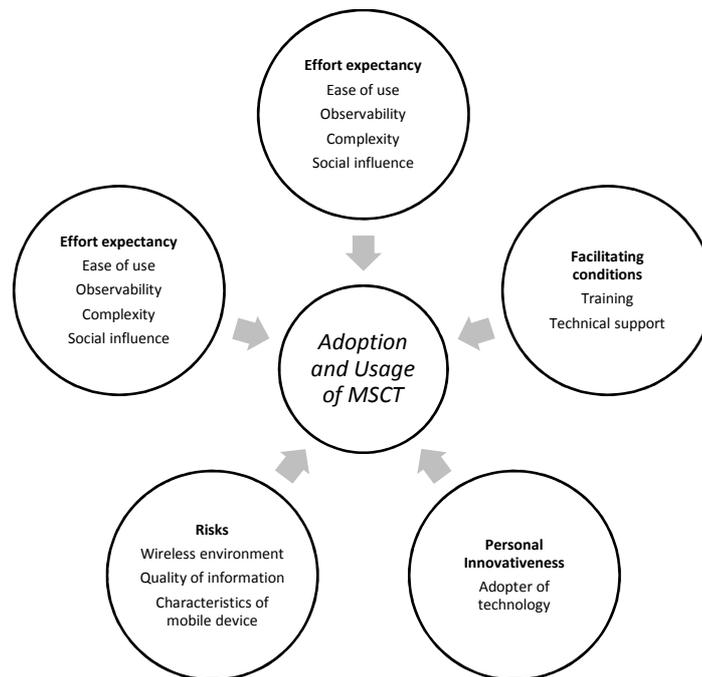 Effort expectancy
Ease of use
Observability
Complexity
Social influence
Effort expectancy
Ease of use
Observability
Complexity
Social influence
Facilitating
conditions
Training
Technical support
Adoption
and Usage
of MSCT
Risks
Wireless environment
Quality of information
Characteristics of
mobile device
Personal
Innovativeness
Adopter of
technology